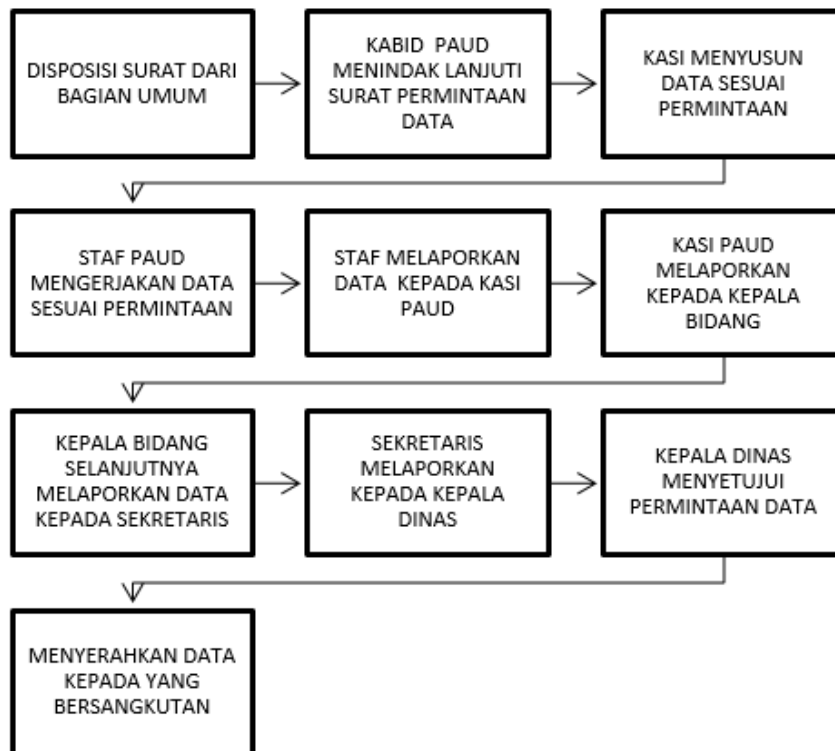 DISPOSISI SURAT DARI
BAGIAN UMUM
KABID PAUD
MENINDAK LANJUTI
SURAT PERMINTAAN
DATA
KASI MENYUSUN
DATA SESUAI
PERMINTAAN
STAF PAUD
MENGERJAKAN DATA
SESUAI PERMINTAAN
STAF MELAPORKAN
DATA KEPADA KASI
PAUD
KASI PAUD
MELAPORKAN
KEPADA KEPALA
BIDANG
KEPALA BIDANG
SELANJUTNYA
MELAPORKAN DATA
KEPADA SEKRETARIS
SEKRETARIS
MELAPORKAN
KEPADA KEPALA
DINAS
KEPALA DINAS
MENYETUJUI
PERMINTAAN DATA
MENYERAHKAN DATA
KEPADA YANG
BERSANGKUTAN